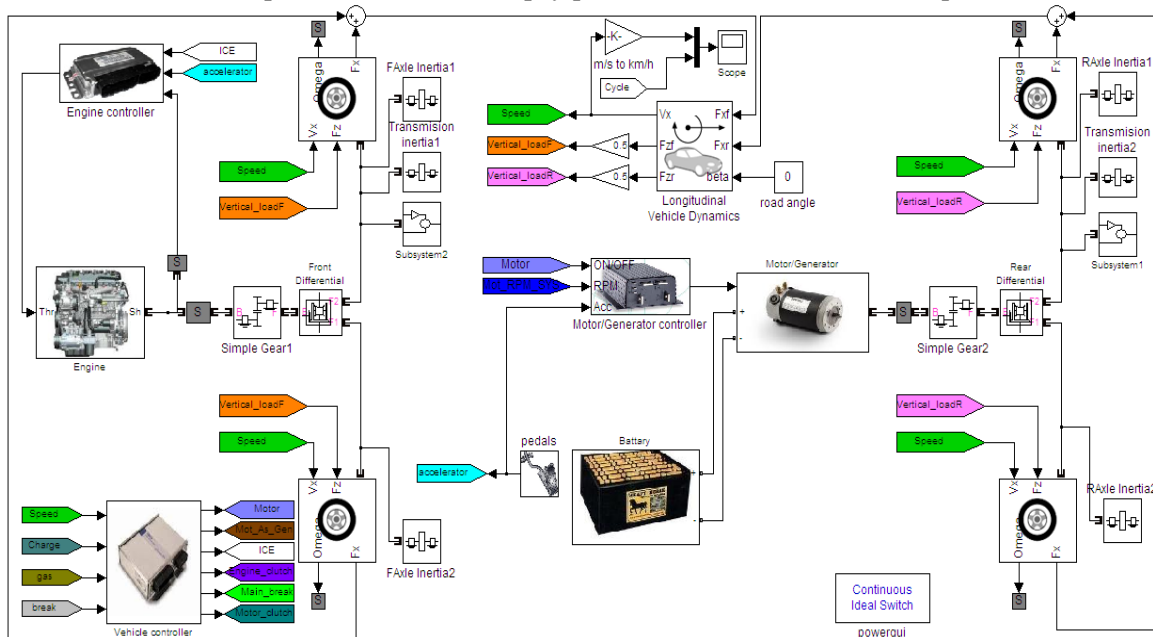 S
+
+
S
+
+
ICE
accelerator
Engine controller
Omega
Fx
Vx
Fz
FAxle Inertia1
Transmision
inertia1
Subsystem2
Speed
Vertical_loadF
-K-
m/s to km/h
Cycle
Scope
Speed
Vertical_loadF
Vertical_loadR
0.5
0.5
Vx
Fzf
Fzr
Fxf
Fxr
beta
Longitudinal
Vehicle Dynamics
0
road angle
Omega
Fx
Vx
Fz
RAxle Inertia1
Transmision
inertia2
Subsystem1
Speed
Vertical_loadR
S
Thr
Sh
Engine
S
B
F
Simple Gear1
Front
Differential
B
F2
F1
Motor
Mot_RPM_SYS
ON/OFF
RPM
Acc
Motor/Generator controller
Motor/Generator
+
-
S
B
F
Simple Gear2
Rear
Differential
B
F2
F1
Vertical_loadF
Speed
Vx
Fz
Omega
Fx
S
FAxle Inertia2
accelerator
pedals
Battary
+
-
Vertical_loadR
Speed
Vx
Fz
Omega
Fx
S
RAxle Inertia2
Speed
Charge
gas
break
Vehicle controller
Motor
Mot_As_Gen
ICE
Engine_clutch
Main_break
Motor_clutch
Continuous
Ideal Switch
powergui